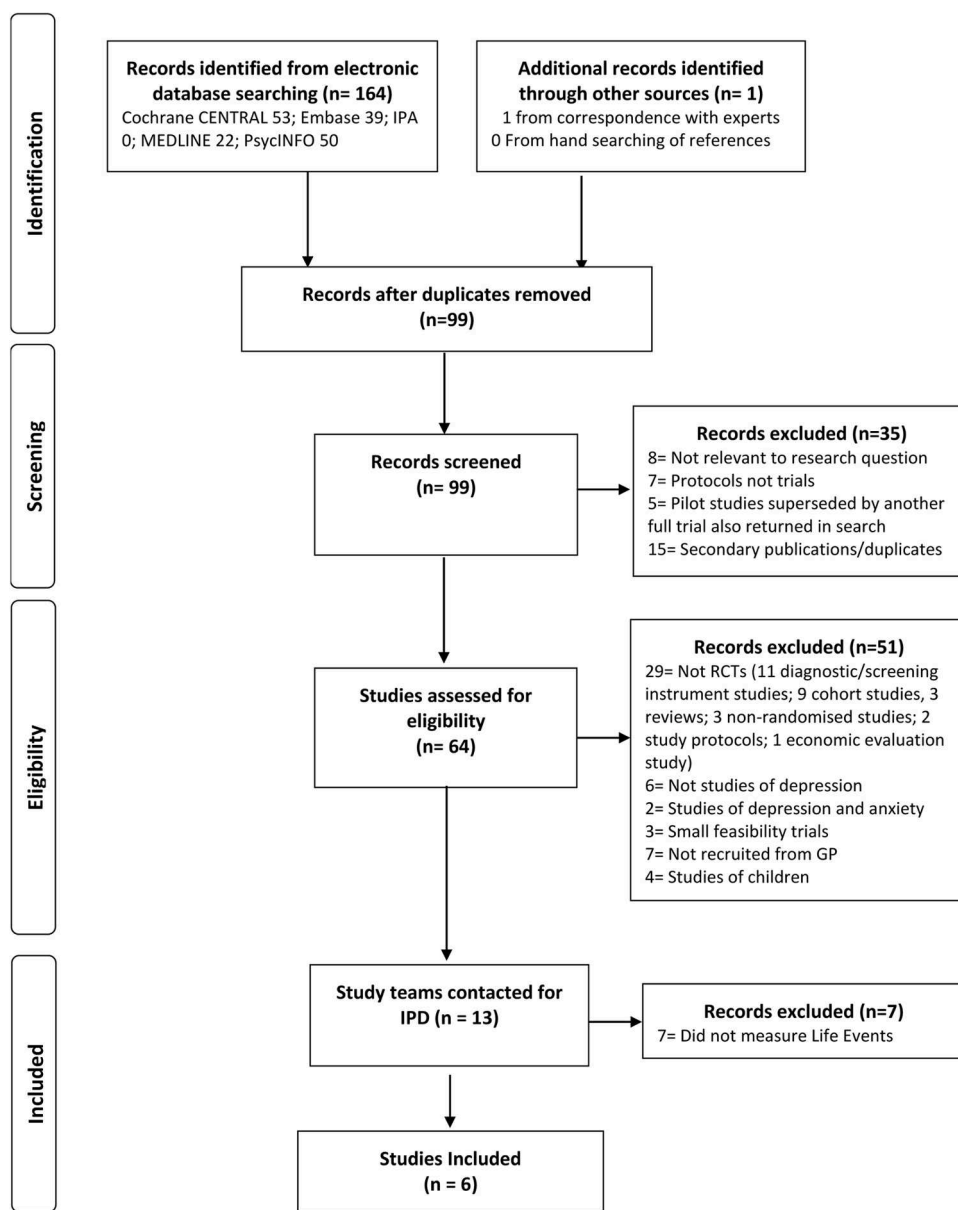 Identification
Records identified from electronic
database searching (n= 164)
Cochrane CENTRAL 53; Embase 39; IPA
0; MEDLINE 22; PsycINFO 50
Additional records identified
through other sources (n= 1)
1 from correspondence with experts
0 From hand searching of references
Records after duplicates removed
(n=99)
Screening
Records screened
(n= 99)
Records excluded (n=35)
8= Not relevant to research question
7= Protocols not trials
5= Pilot studies superseded by another
full trial also returned in search
15= Secondary publications/duplicates
Eligibility
Studies assessed for
eligibility
(n= 64)
Records excluded (n=51)
29= Not RCTs (11 diagnostic/screening
instrument studies; 9 cohort studies, 3
reviews; 3 non-randomised studies; 2
study protocols; 1 economic evaluation
study)
6= Not studies of depression
2= Studies of depression and anxiety
3= Small feasibility trials
7= Not recruited from GP
4= Studies of children
Included
Study teams contacted for
IPD (n = 13)
Records excluded (n=7)
7= Did not measure Life Events
Studies Included
(n = 6)